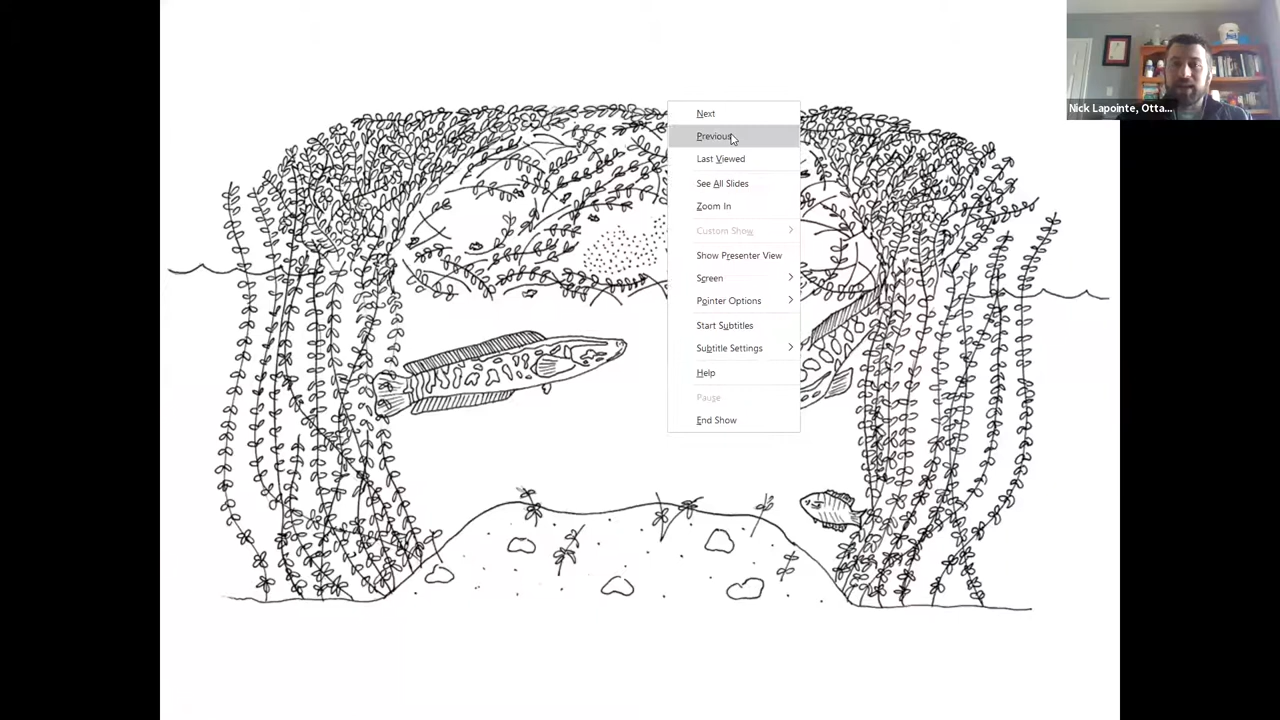 Nick Lapointe, Otta...
Next
Previous
Last Viewed
See All Slides
Zoom In
Custom Show
Show Presenter View
Screen
Pointer Options
Start Subtitles
Subtitle Settings
Help
Pause
End Show